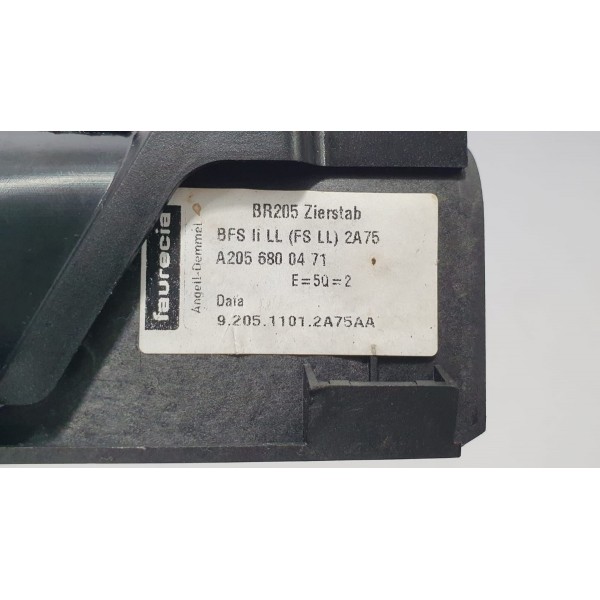 faurecia
Angell-Demmel
BR205 Zierstab
BFS li LL (FS LL) 2A75
A205 680 04 71
E=5Q=2
Data
9.205.1101.2A75AA